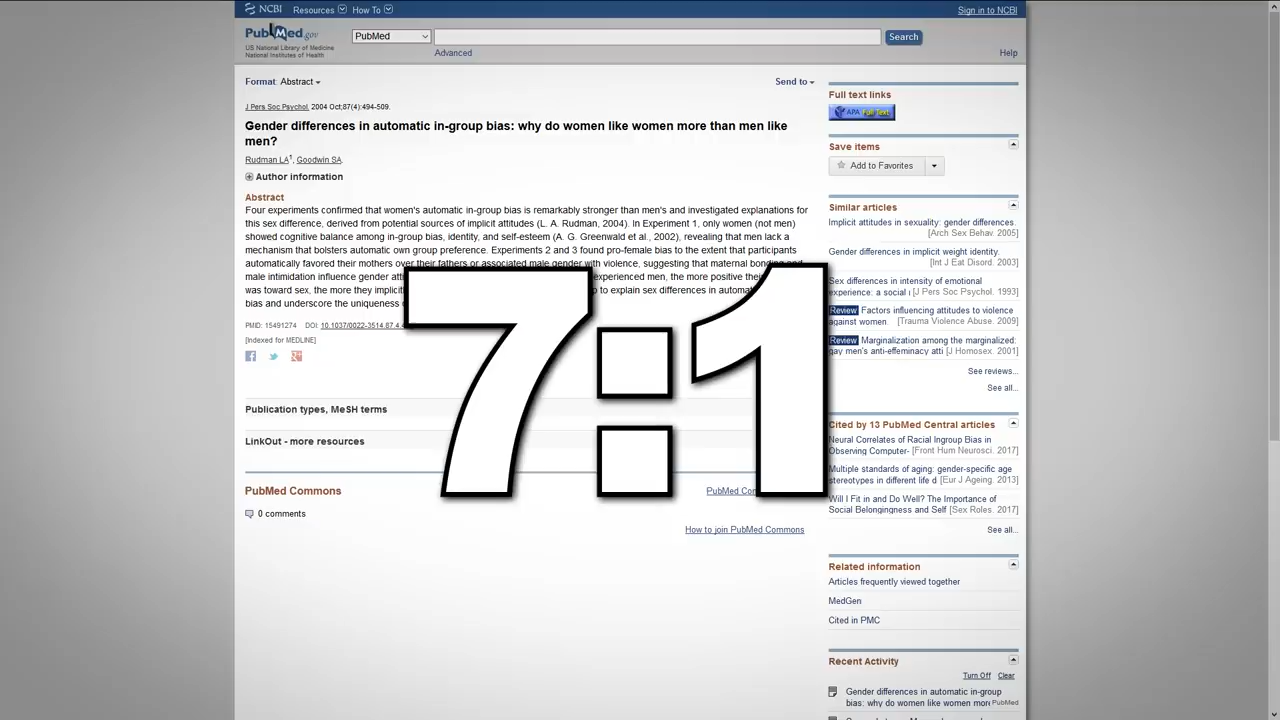 NCBI Resources How To Sign in to NCBI
PubMed.gov
US National Library of Medicine
National Institutes of Health
PubMed
Search
Advanced
Help
Format: Abstract
Send to
J Pers Soc Psychol. 2004 Oct;87(4):494-509.
Gender differences in automatic in-group bias: why do women like women more than men like
men?
Rudman LA1, Goodwin SA.
Author information
Abstract
Four experiments confirmed that women's automatic in-group bias is remarkably stronger than men's and investigated explanations for
this sex difference, derived from potential sources of implicit attitudes (L. A. Rudman, 2004). In Experiment 1, only women (not men)
showed cognitive balance among in-group bias, identity, and self-esteem (A. G. Greenwald et al., 2002), revealing that men lack a
mechanism that bolsters automatic own group preference. Experiments 2 and 3 found pro-female bias to the extent that participants
automatically favored their mothers over their fathers or associated male gender with violence, suggesting that maternal bonding and
male intimidation influence gender experienced men, the more positive
was toward sex, the more they to explain sex differences in
bias and underscore the uniqueness
7:1
PMID: 15491274 DOI: 10.1037/0022-3514.87.4.
[Indexed for MEDLINE]
Publication types, MeSH terms
LinkOut - more resources
PubMed Commons
PubMed
0 comments
How to join PubMed Commons
Full text links
APA Full Text
Save items
Add to Favorites
Similar articles
Implicit attitudes in sexuality: gender differences.
[Arch Sex Behav. 2005]
Gender differences in implicit weight identity.
[Int J Eat Disord. 2003]
Sex differences in intensity of emotional
experience: a social i [J Pers Soc Psychol. 1993]
Review Factors influencing attitudes to violence
against women. [Trauma Violence Abuse. 2009]
Review Marginalization among the marginalized:
gay men's anti-effeminacy atti [J Homosex. 2001]
See reviews...
See all...
Cited by 13 PubMed Central articles
Neural Correlates of Racial Ingroup Bias in
Observing Computer- [Front Hum Neurosci. 2017]
Multiple standards of aging: gender-specific age
stereotypes in different life d [Eur J Ageing. 2013]
Will I Fit in and Do Well? The Importance of
Social Belongingness and Self [Sex Roles. 2017]
See all...
Related information
Articles frequently viewed together
MedGen
Cited in PMC
Recent Activity
Turn Off Clear
Gender differences in automatic in-group
bias: why do women like women more PubMed